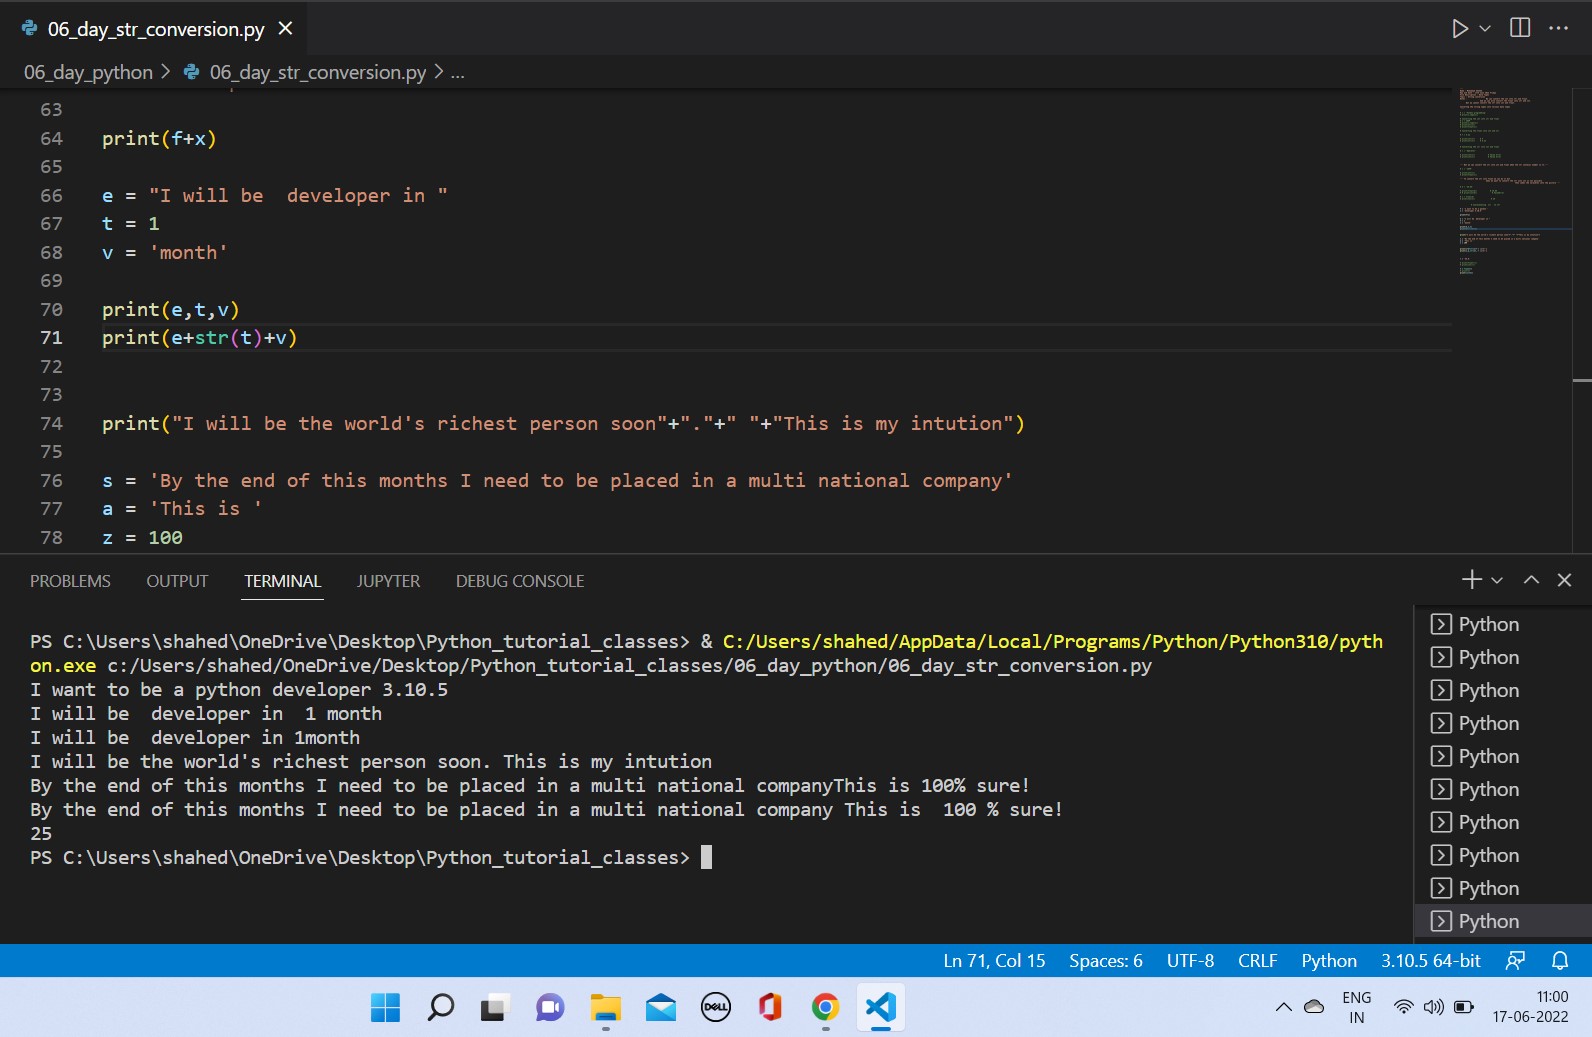 06_day_str_conversion.py
06_day_python > 06_day_str_conversion.py > ...
63
64 print(f+x)
65
66 e = "I will be  developer in "
67 t = 1
68 v = 'month'
69
70 print(e,t,v)
71 print(e+str(t)+v)
72
73
74 print("I will be the world's richest person soon"+"."+" "+"This is my intution")
75
76 s = 'By the end of this months I need to be placed in a multi national company'
77 a = 'This is '
78 z = 100
PROBLEMS OUTPUT TERMINAL JUPYTER DEBUG CONSOLE
PS C:\Users\shahed\OneDrive\Desktop\Python_tutorial_classes> & C:/Users/shahed/AppData/Local/Programs/Python/Python310/pyth
on.exe c:/Users/shahed/OneDrive/Desktop/Python_tutorial_classes/06_day_python/06_day_str_conversion.py
I want to be a python developer 3.10.5
I will be  developer in  1 month
I will be  developer in 1month
I will be the world's richest person soon. This is my intution
By the end of this months I need to be placed in a multi national companyThis is 100% sure!
By the end of this months I need to be placed in a multi national company This is  100 % sure!
25
PS C:\Users\shahed\OneDrive\Desktop\Python_tutorial_classes>
Python
Python
Python
Python
Python
Python
Python
Python
Python
Python
Ln 71, Col 15 Spaces: 6 UTF-8 CRLF Python 3.10.5 64-bit
DELL
ENG
IN
11:00
17-06-2022